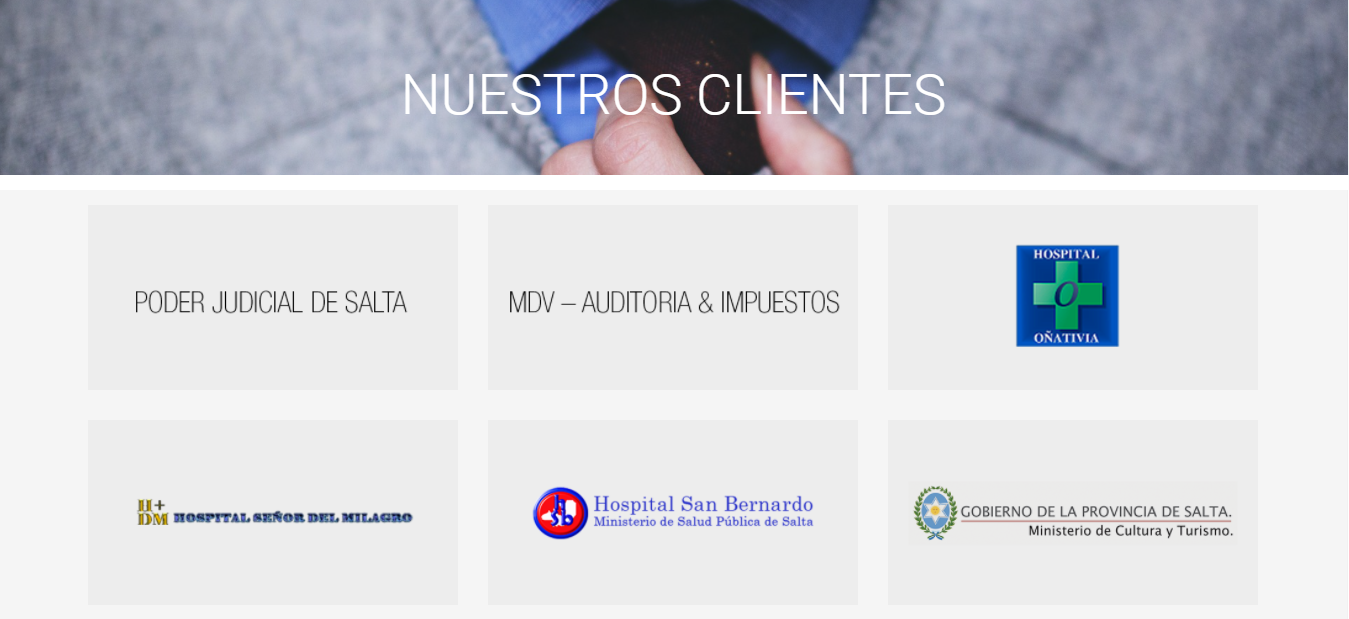 NUESTROS CLIENTES
PODER JUDICIAL DE SALTA
MDV – AUDITORIA & IMPUESTOS
HOSPITAL
O
OÑATIVIA
H+
DM HOSPITAL SEÑOR DEL MILAGRO
hsb
Hospital San Bernardo
Ministerio de Salud Pública de Salta
GOBIERNO DE LA PROVINCIA DE SALTA.
Ministerio de Cultura y Turismo.